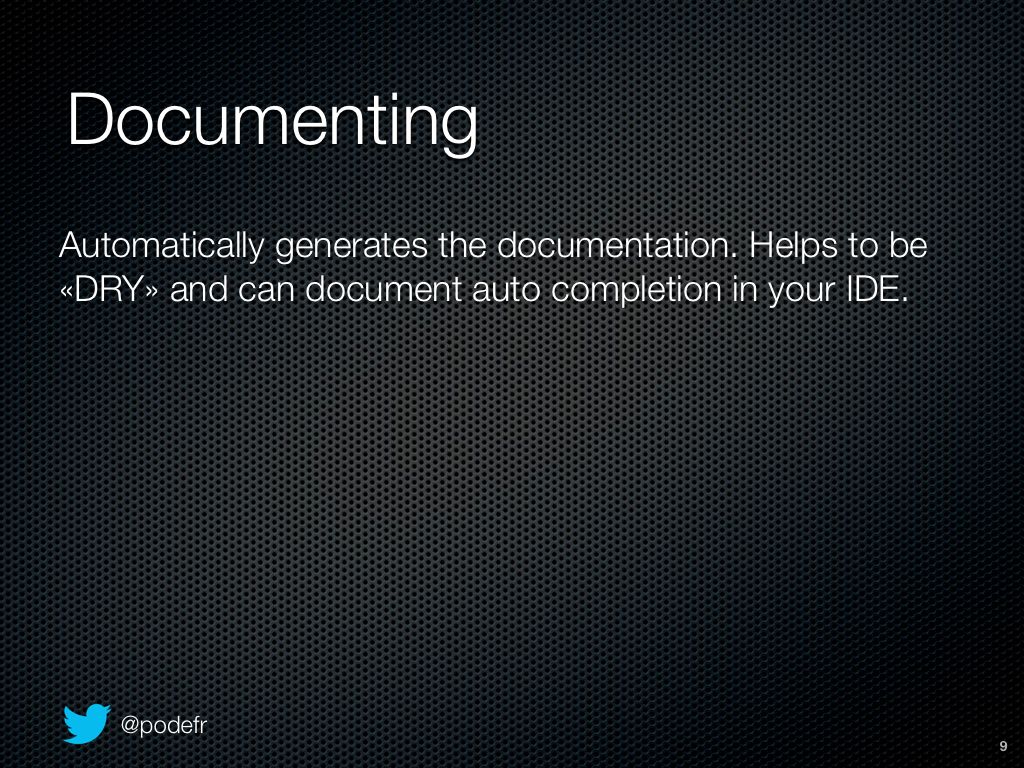 Documenting
Automatically generates the documentation. Helps to be
«DRY» and can document auto completion in your IDE.
@podefr
9